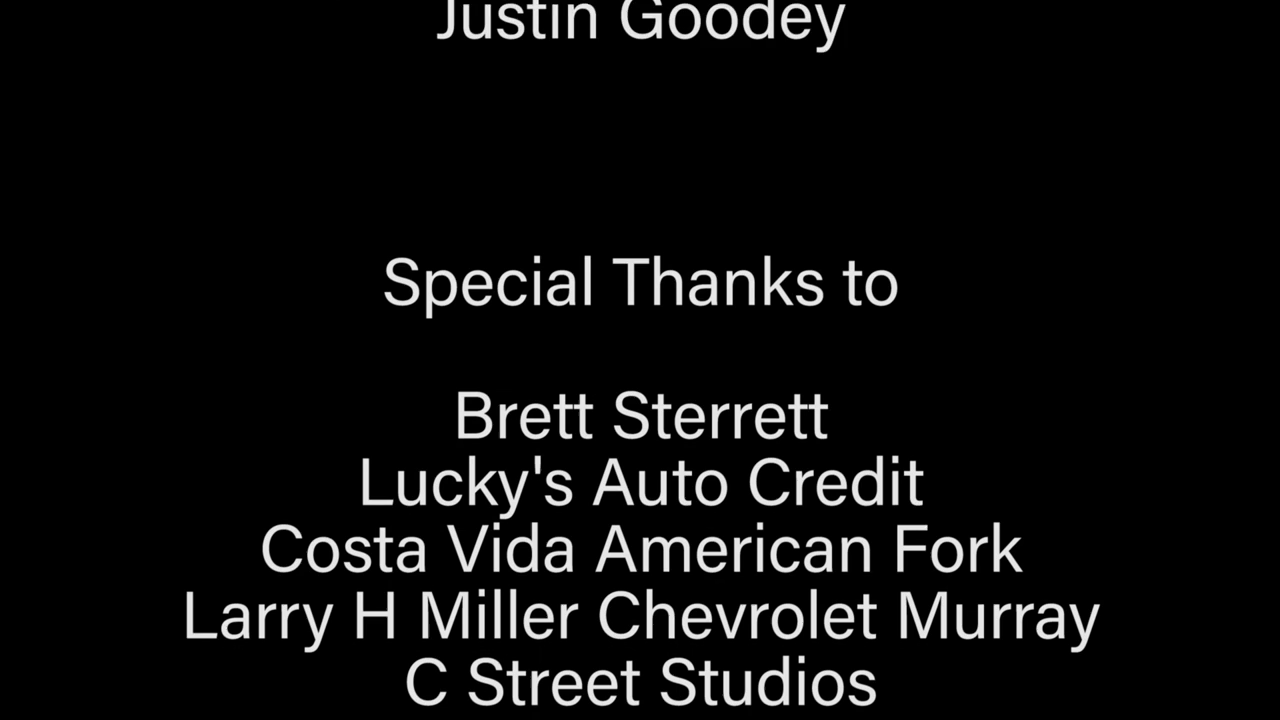 Justin Goodey
Special Thanks to
Brett Sterrett
Lucky's Auto Credit
Costa Vida American Fork
Larry H Miller Chevrolet Murray
C Street Studios